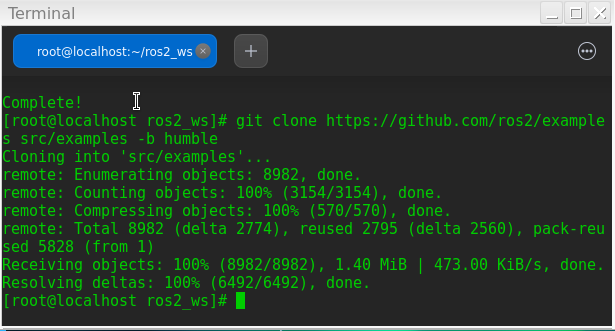 Terminal
root@localhost:~/ros2_ws
Complete!
[root@localhost ros2_ws]# git clone https://github.com/ros2/example
s src/examples -b humble
Cloning into 'src/examples'...
remote: Enumerating objects: 8982, done.
remote: Counting objects: 100% (3154/3154), done.
remote: Compressing objects: 100% (570/570), done.
remote: Total 8982 (delta 2774), reused 2795 (delta 2560), pack-reu
sed 5828 (from 1)
Receiving objects: 100% (8982/8982), 1.40 MiB | 473.00 KiB/s, done.
Resolving deltas: 100% (6492/6492), done.
[root@localhost ros2_ws]#